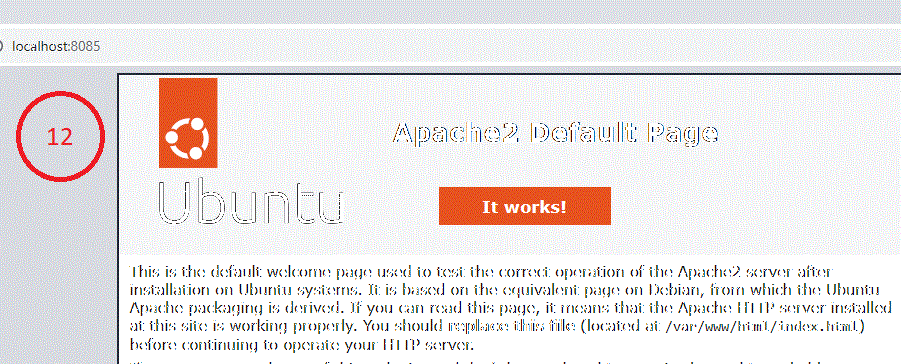 localhost:8085
12
Apache2 Default Page
Ubuntu
It works!
This is the default welcome page used to test the correct operation of the Apache2 server after
installation on Ubuntu systems. It is based on the equivalent page on Debian, from which the Ubuntu
Apache packaging is derived. If you can read this page, it means that the Apache HTTP server installed
at this site is working properly. You should replace this file (located at /var/www/html/index.html)
before continuing to operate your HTTP server.